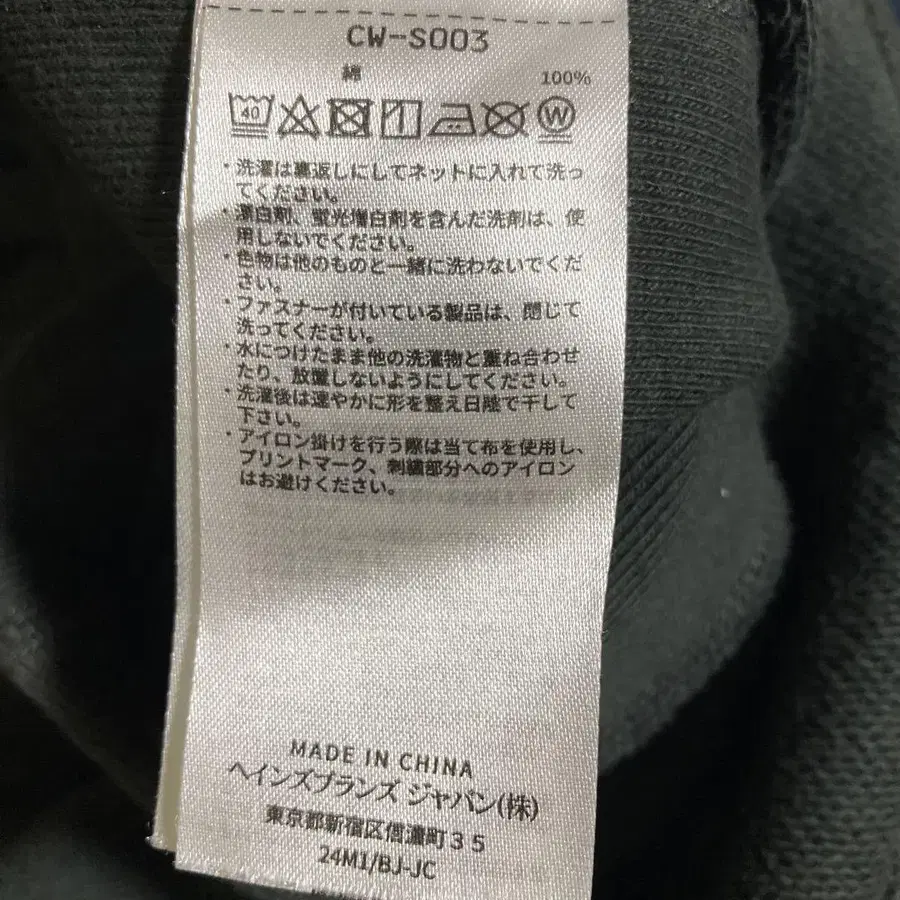 CW-S003
綿 100%
40
W
・洗濯は裏返しにしてネットに入れて洗っ
てください。
・漂白剤、蛍光増白剤を含んだ洗剤は、使
用しないでください。
・色物は他のものと一緒に洗わないでくだ
さい。
・ファスナーが付いている製品は、閉じて
洗ってください。
・水につけたまま他の洗濯物と重ね合わせ
たり、放置しないようにしてください。
・洗濯後は速やかに形を整え日陰で干して
下さい。
・アイロン掛けを行う際は当て布を使用し、
プリントマーク、刺繍部分へのアイロン
はお避けください。
MADE IN CHINA
ヘインズブランズ ジャパン(株)
東京都新宿区信濃町35
24M1/BJ-JC